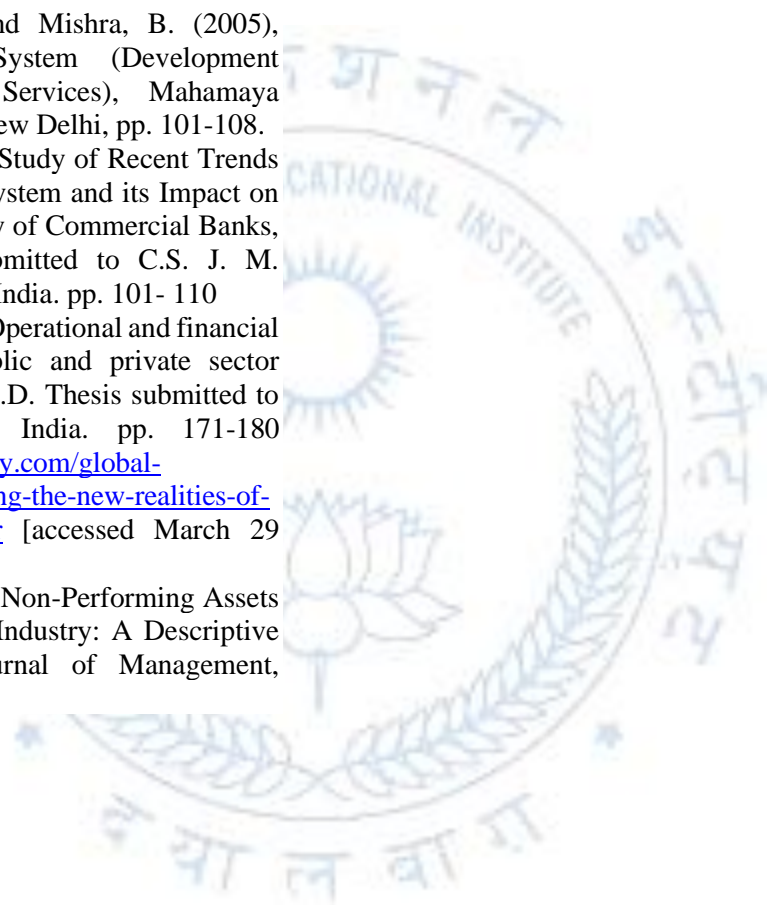 nd Mishra, B. (2005),
System (Development
Services), Mahamaya
ew Delhi, pp. 101-108.
Study of Recent Trends
ystem and its Impact on
y of Commercial Banks,
omitted to C.S. J. M.
India. pp. 101- 110
Operational and financial
olic and private sector
.D. Thesis submitted to
India. pp. 171-180
y.com/global-
ng-the-new-realities-of-
[accessed March 29
Non-Performing Assets
Industry: A Descriptive
urnal of Management,
CATIONAL INSTITUTE
दयालबाग़